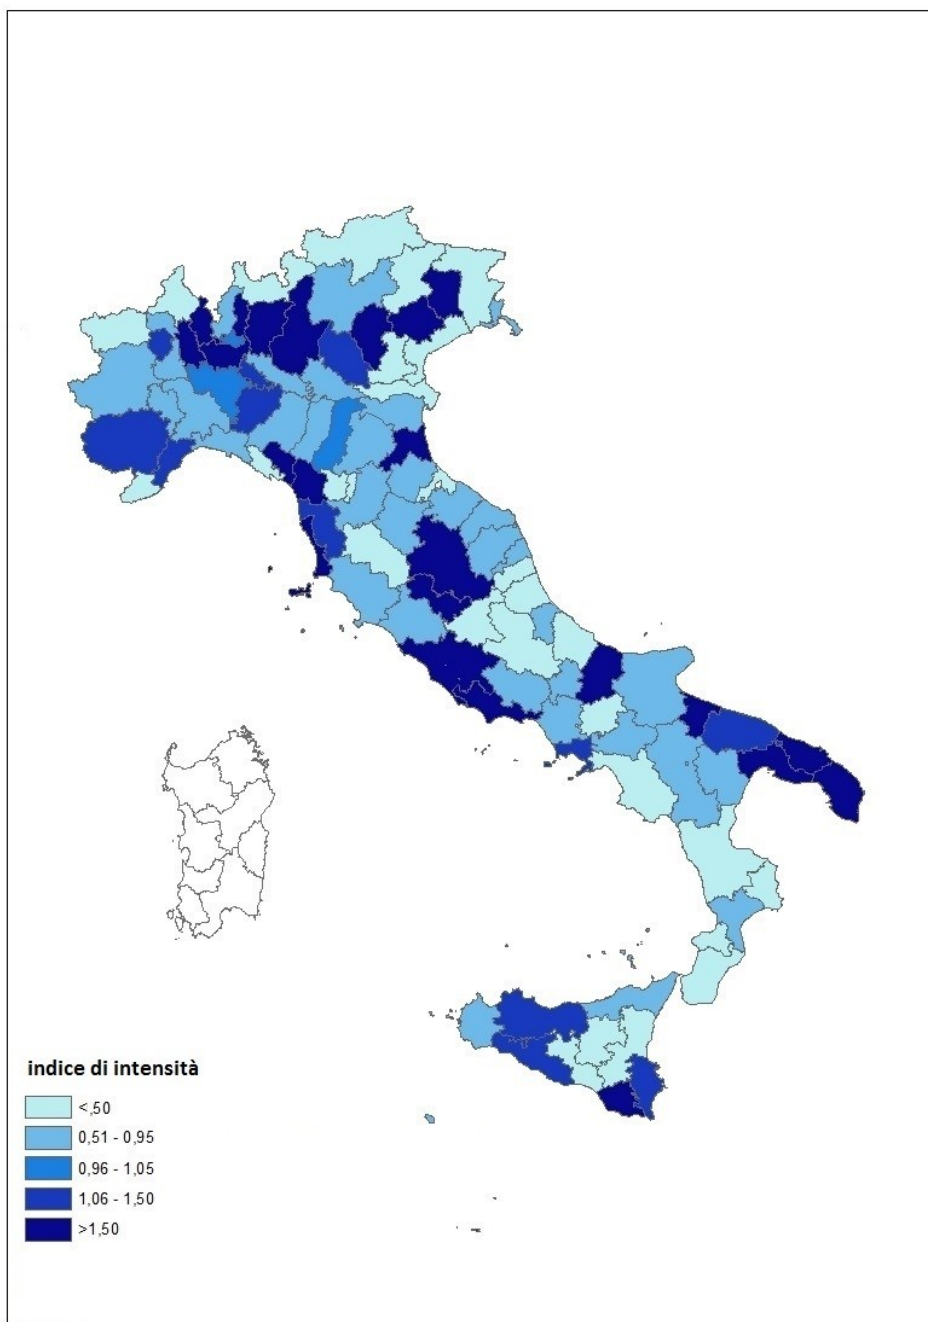 indice di intensità
<,50
0,51 - 0,95
0,96 - 1,05
1,06 - 1,50
>1,50